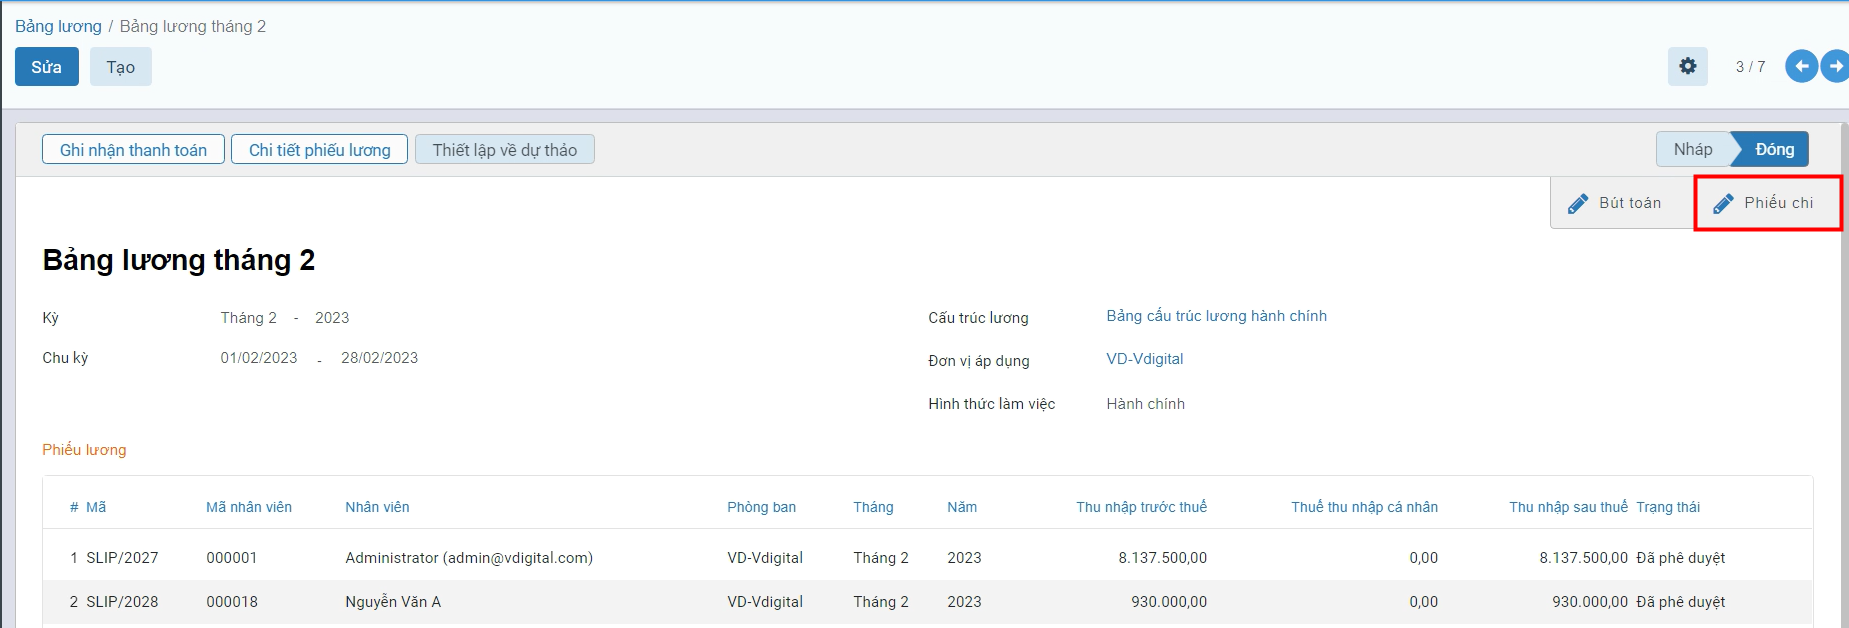 Bảng lương / Bảng lương tháng 2
Sửa Tạo
3 / 7
Ghi nhận thanh toán Chi tiết phiếu lương Thiết lập về dự thảo Nháp Đóng
Bút toán Phiếu chi
Bảng lương tháng 2
Kỳ Tháng 2 - 2023 Cấu trúc lương Bảng cấu trúc lương hành chính
Chu kỳ 01/02/2023 - 28/02/2023 Đơn vị áp dụng VD-Vdigital
Hình thức làm việc Hành chính
Phiếu lương
# Mã Mã nhân viên Nhân viên Phòng ban Tháng Năm Thu nhập trước thuế Thuế thu nhập cá nhân Thu nhập sau thuế Trạng thái
1 SLIP/2027 000001 Administrator (admin@vdigital.com) VD-Vdigital Tháng 2 2023 8.137.500,00 0,00 8.137.500,00 Đã phê duyệt
2 SLIP/2028 000018 Nguyễn Văn A VD-Vdigital Tháng 2 2023 930.000,00 0,00 930.000,00 Đã phê duyệt